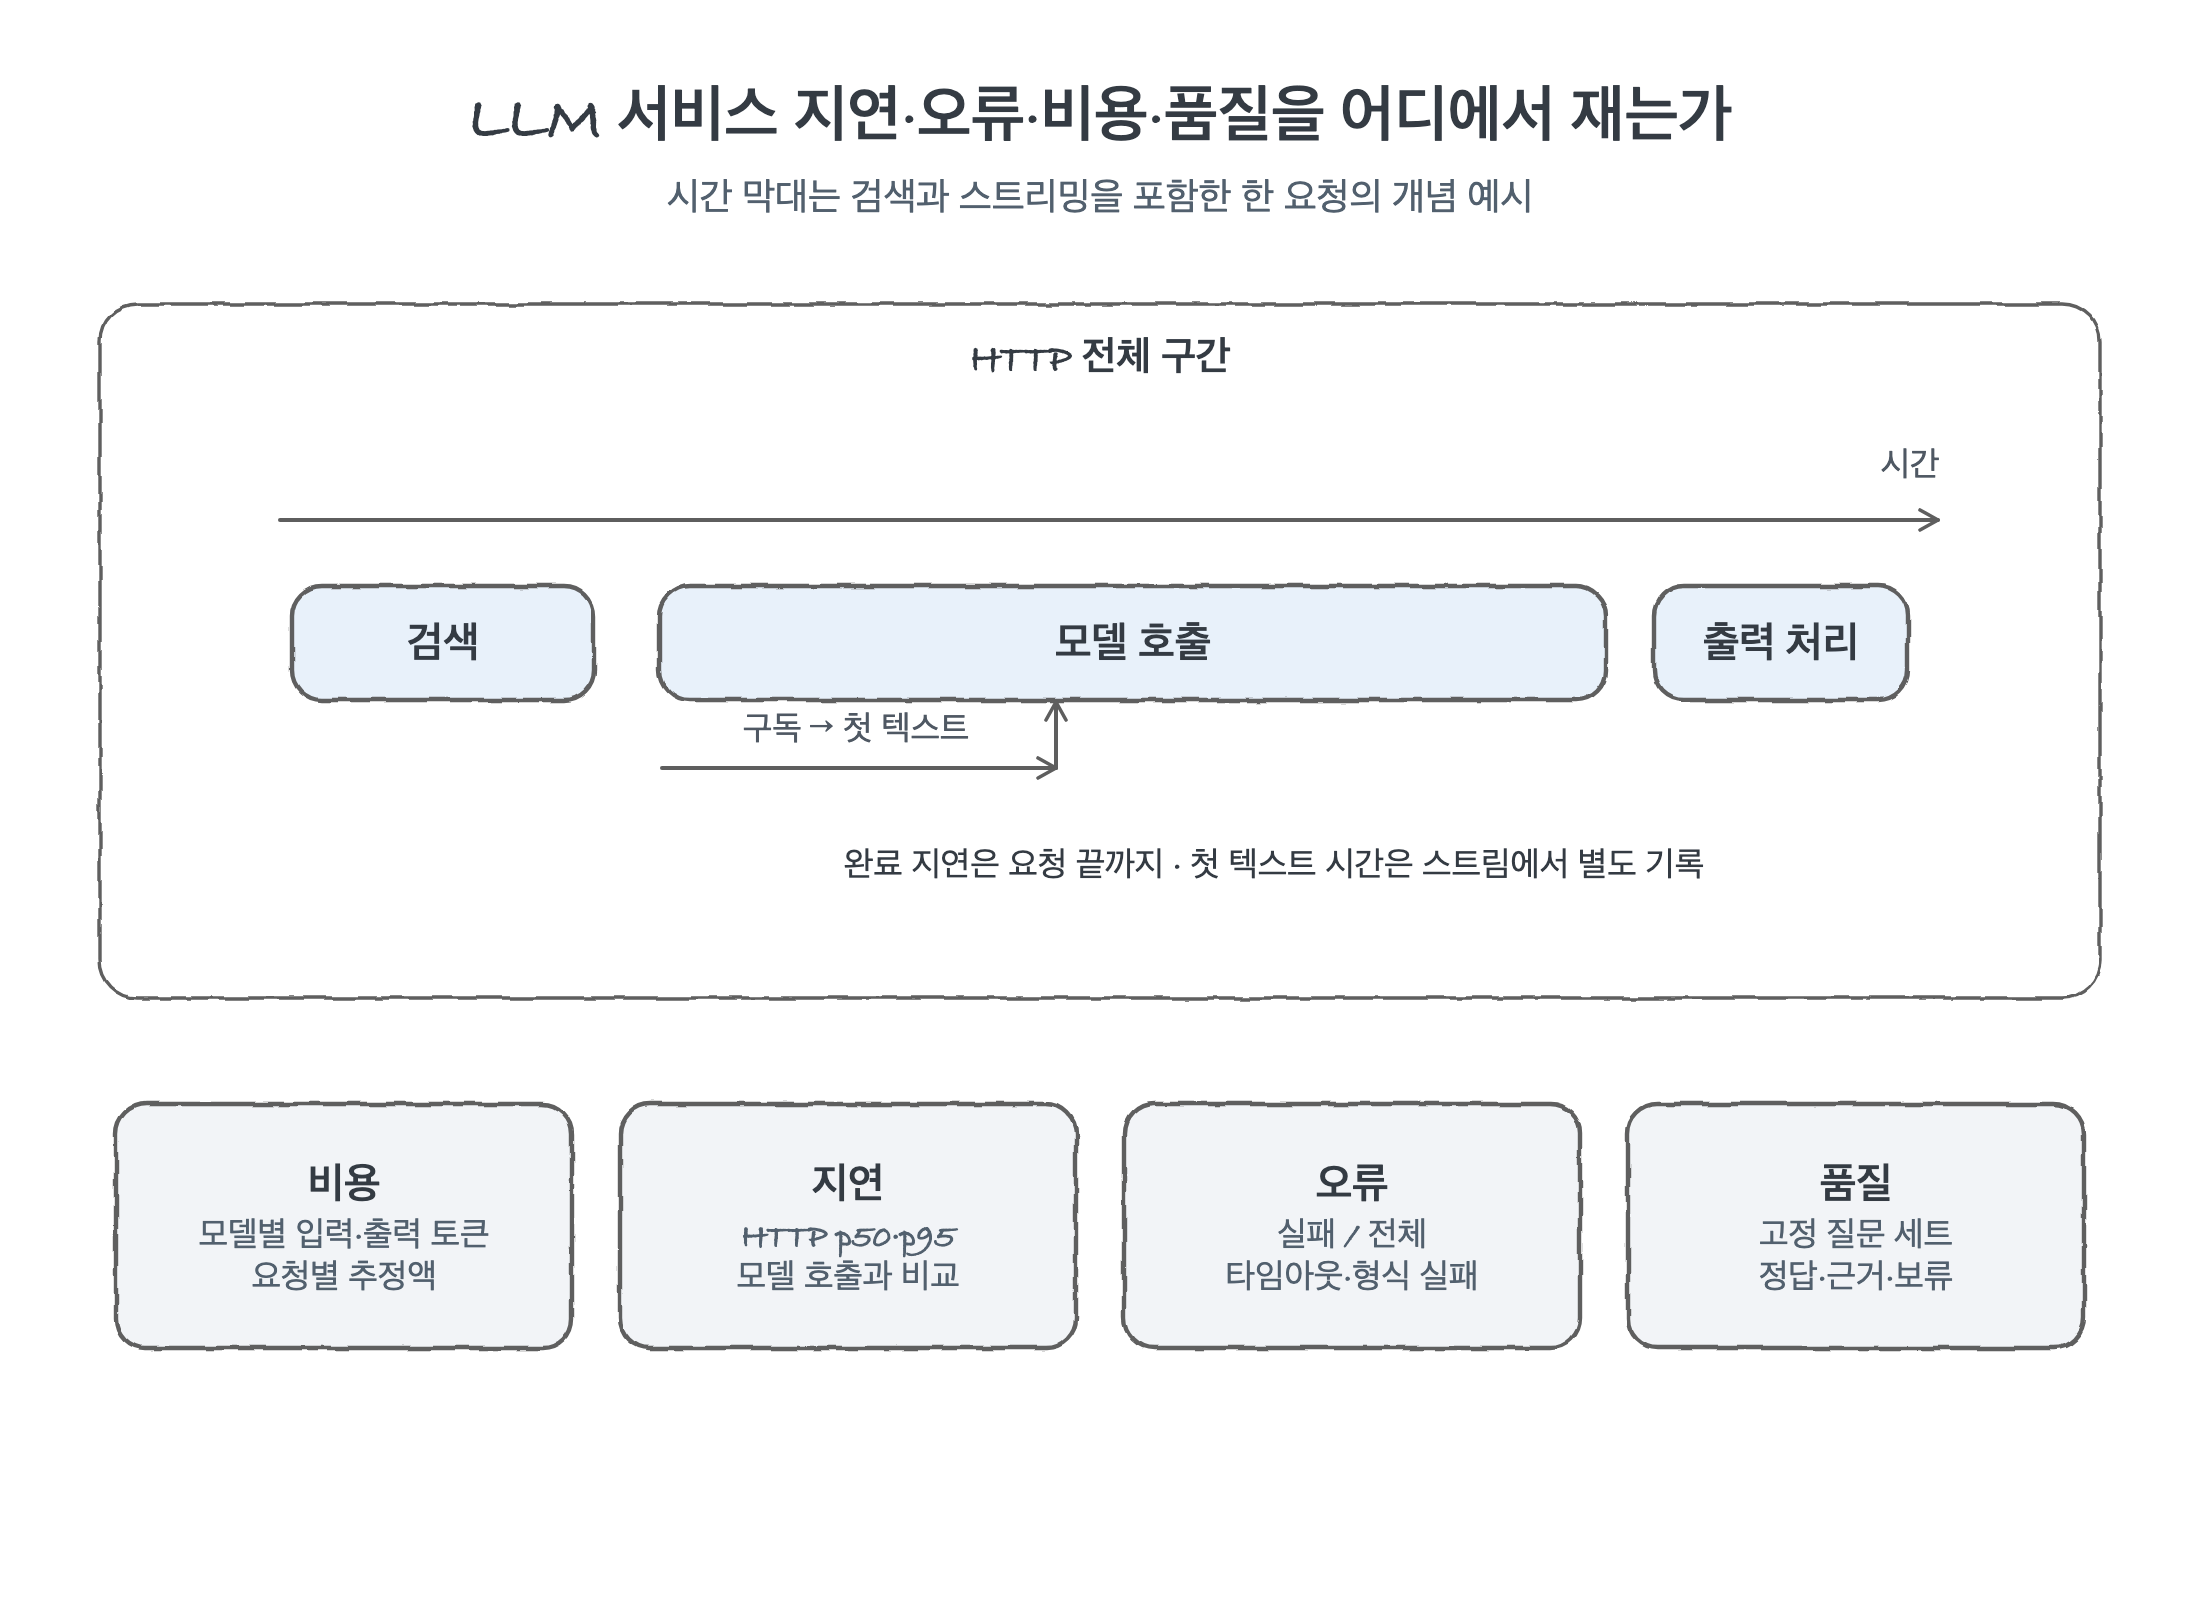 LLM 서비스 지연·오류·비용·품질을 어디에서 재는가
시간 막대는 검색과 스트리밍을 포함한 한 요청의 개념 예시
HTTP 전체 구간
시간
검색
모델 호출
출력 처리
구독 → 첫 텍스트
완료 지연은 요청 끝까지 · 첫 텍스트 시간은 스트림에서 별도 기록
비용
모델별 입력·출력 토큰
요청별 추정액
지연
HTTP p50·p95
모델 호출과 비교
오류
실패 / 전체
타임아웃·형식 실패
품질
고정 질문 세트
정답·근거·보류